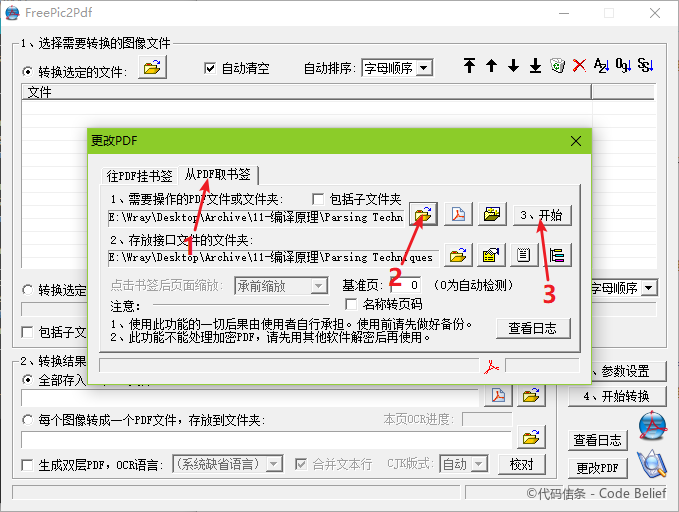 FreePic2Pdf
1、选择需要转换的图像文件
转换选定的文件:
自动清空
自动排序:
字母顺序
文件
更改PDF
往PDF挂书签
从PDF取书签
1、需要操作的PDF文件或文件夹:
包括子文件夹
E:\Wray\Desktop\Archive\11-编译原理\Parsing Techn
3、开始
2、存放接口文件的文件夹:
E:\Wray\Desktop\Archive\11-编译原理\Parsing Techniques
点击书签后页面缩放:
承前缩放
基准页:
0
(0为自动检测)
注意:
名称转页码
1、使用此功能的一切后果由使用者自行承担。使用前请先做好备份。
2、此功能不能处理加密PDF，请先用其他软件解密后再使用。
查看日志
1
2
3
转换选定
字母顺序
包括子文
2、转换结果
全部存入
、参数设置
4、开始转换
每个图像转成一个PDF文件，存放到文件夹:
本页OCR进度:
查看日志
生成双层PDF，OCR语言:
(系统缺省语言)
合并文本行
CJK版式:
自动
校对
更改PDF
©代码信条 - Code Belief